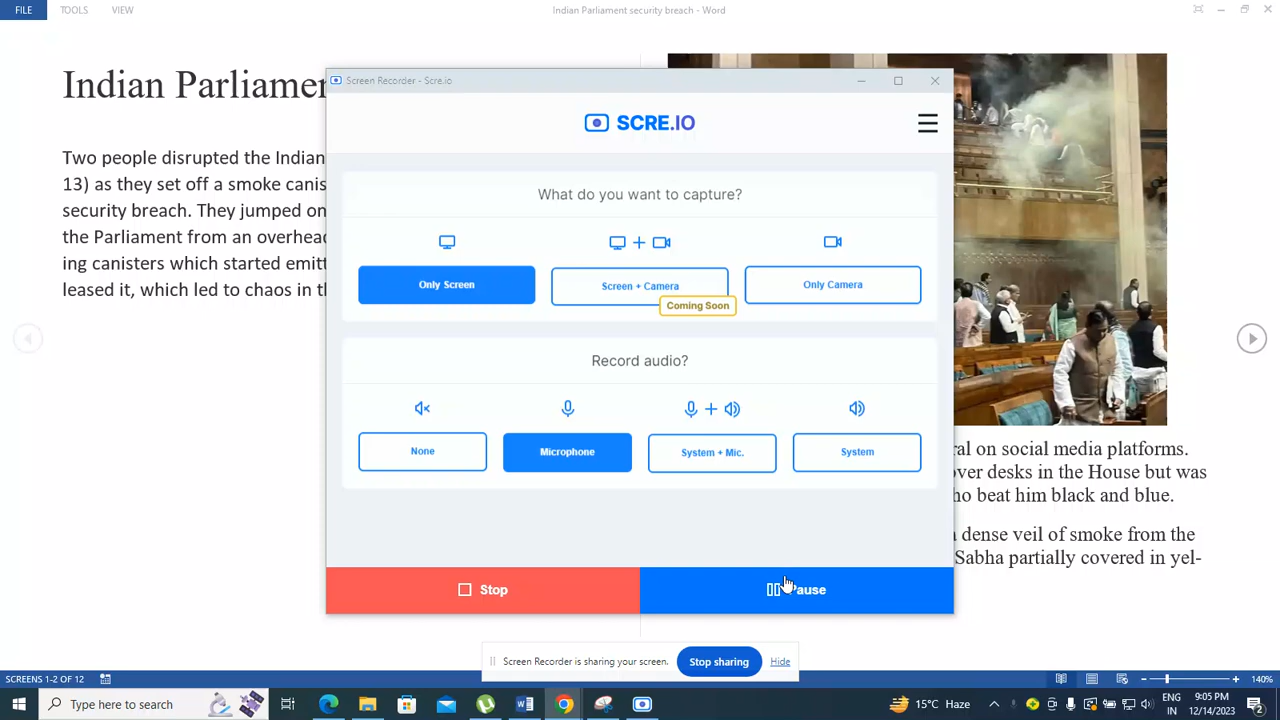 FILE TOOLS VIEW
Indian Parliament security breach - Word
Indian Parliame
Two people disrupted the Indian
13) as they set off a smoke canis
security breach. They jumped on
the Parliament from an overhea
ing canisters which started emitt
leased it, which led to chaos in th
Screen Recorder - Scre.io
SCRE.IO
What do you want to capture?
Only Screen
Screen + Camera
Coming Soon
Only Camera
Record audio?
None
Microphone
System + Mic.
System
Stop
Pause
ral on social media platforms.
over desks in the House but was
ho beat him black and blue.
a dense veil of smoke from the
Sabha partially covered in yel-
Screen Recorder is sharing your screen.
Stop sharing
Hide
SCREENS 1-2 OF 12
140%
Type here to search
15°C Haze
ENG
IN
9:05 PM
12/14/2023
2